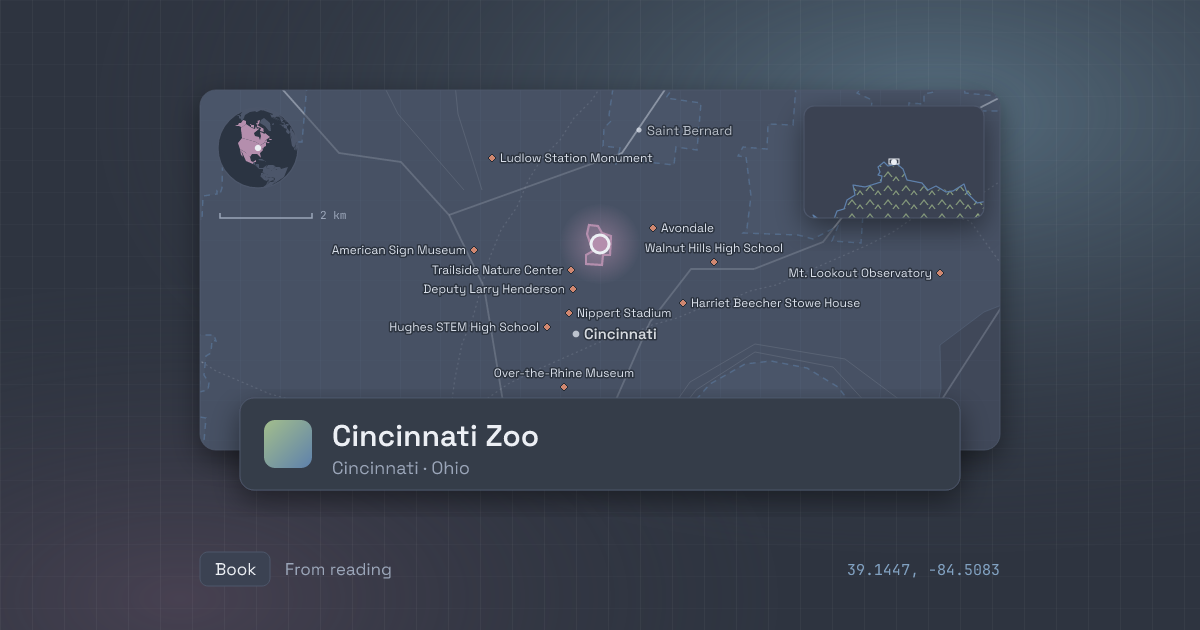 Saint Bernard
Ludlow Station Monument
2 km
Avondale
American Sign Museum
Walnut Hills High School
Trailside Nature Center
Mt. Lookout Observatory
Deputy Larry Henderson
Harriet Beecher Stowe House
Nippert Stadium
Hughes STEM High School
Cincinnati
Over-the-Rhine Museum
Cincinnati Zoo
Cincinnati · Ohio
Book
From reading
39.1447, -84.5083